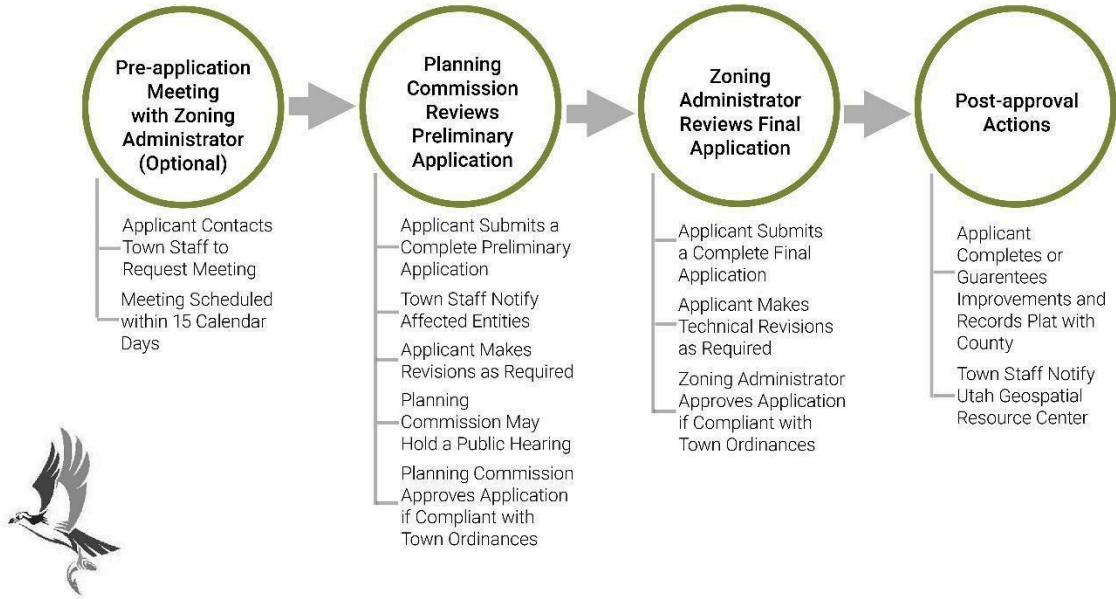 Pre-application
Meeting
with Zoning
Administrator
(Optional)
Applicant Contacts
Town Staff to
Request Meeting
Meeting Scheduled
within 15 Calendar
Days
Planning
Commission
Reviews
Preliminary
Application
Applicant Submits a
Complete Preliminary
Application
Town Staff Notify
Affected Entities
Applicant Makes
Revisions as Required
Planning
Commission May
Hold a Public Hearing
Planning Commission
Approves Application
if Compliant with
Town Ordinances
Zoning
Administrator
Reviews Final
Application
Applicant Submits
a Complete Final
Application
Applicant Makes
Technical Revisions
as Required
Zoning Administrator
Approves Application
if Compliant with
Town Ordinances
Post-approval
Actions
Applicant
Completes or
Guarentees
Improvements and
Records Plat with
County
Town Staff Notify
Utah Geospatial
Resource Center